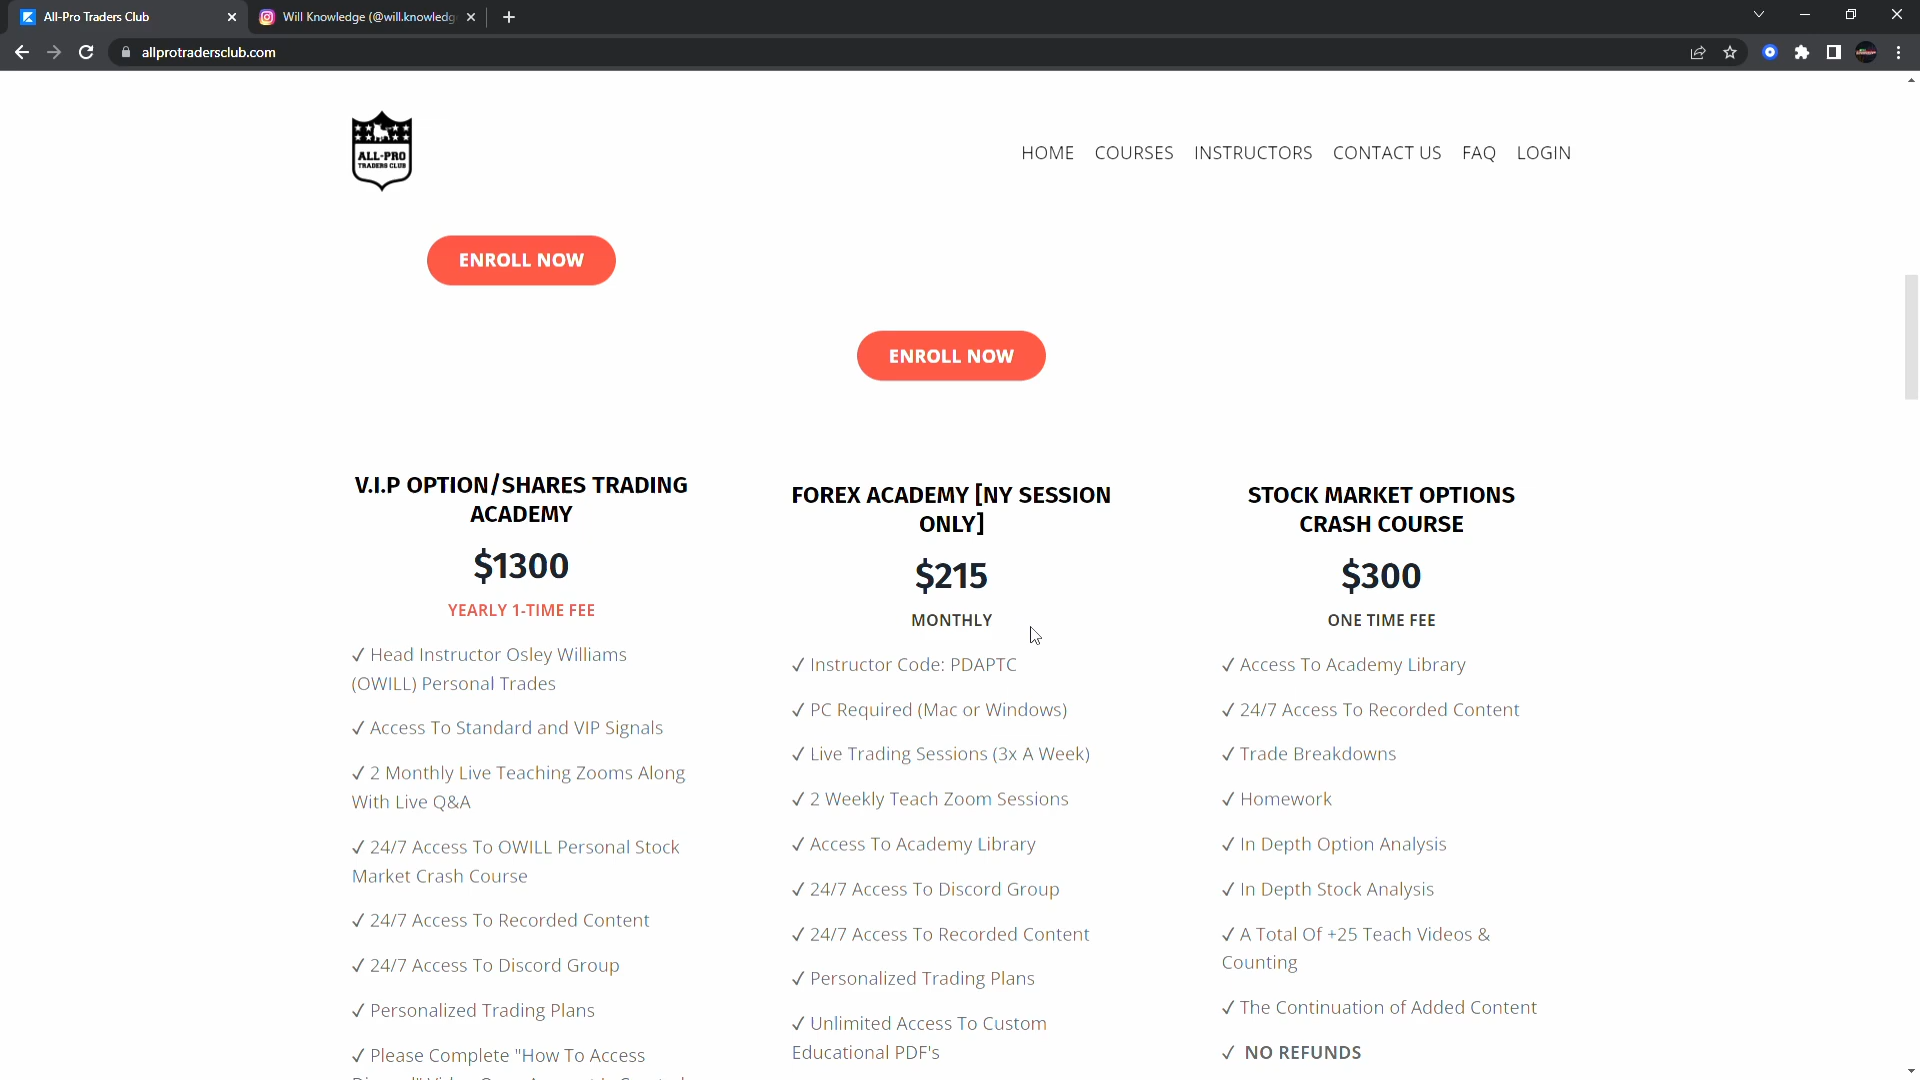 All-Pro Traders Club
Will Knowledge (@will.knowledg
allprotradersclub.com
ALL-PRO
TRADERS CLUB
HOME COURSES INSTRUCTORS CONTACT US FAQ LOGIN
ENROLL NOW
ENROLL NOW
V.I.P OPTION/SHARES TRADING
ACADEMY
$1300
YEARLY 1-TIME FEE
✓ Head Instructor Osley Williams
(OWILL) Personal Trades
✓ Access To Standard and VIP Signals
✓ 2 Monthly Live Teaching Zooms Along
With Live Q&A
✓ 24/7 Access To OWILL Personal Stock
Market Crash Course
✓ 24/7 Access To Recorded Content
✓ 24/7 Access To Discord Group
✓ Personalized Trading Plans
✓ Please Complete "How To Access
FOREX ACADEMY [NY SESSION
ONLY]
$215
MONTHLY
✓ Instructor Code: PDAPTC
✓ PC Required (Mac or Windows)
✓ Live Trading Sessions (3x A Week)
✓ 2 Weekly Teach Zoom Sessions
✓ Access To Academy Library
✓ 24/7 Access To Discord Group
✓ 24/7 Access To Recorded Content
✓ Personalized Trading Plans
✓ Unlimited Access To Custom
Educational PDF's
STOCK MARKET OPTIONS
CRASH COURSE
$300
ONE TIME FEE
✓ Access To Academy Library
✓ 24/7 Access To Recorded Content
✓ Trade Breakdowns
✓ Homework
✓ In Depth Option Analysis
✓ In Depth Stock Analysis
✓ A Total Of +25 Teach Videos &
Counting
✓ The Continuation of Added Content
✓ NO REFUNDS